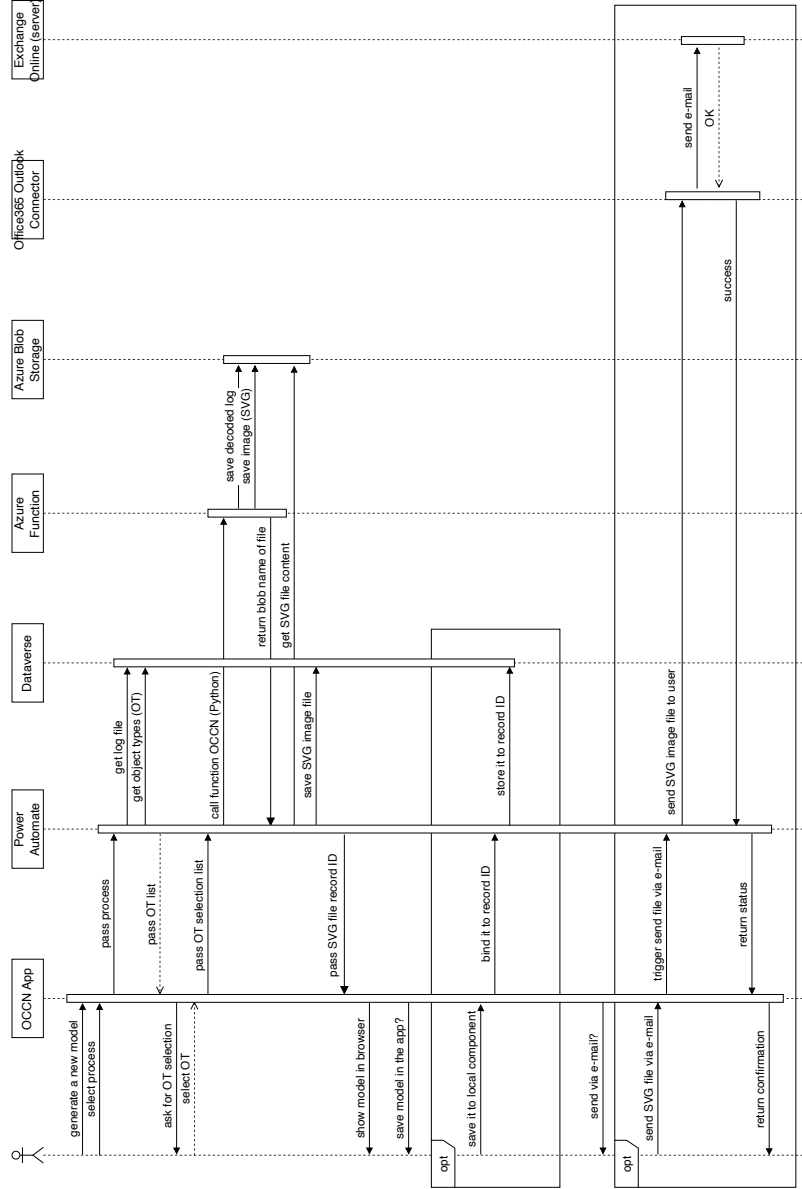 OCCN App
Power
Automate
Dataverse
Azure
Function
Azure Blob
Storage
Office365 Outlook
Connector
Exchange
Online (server)
generate a new model
select process
pass process
get log file
get object types (OT)
pass OT list
ask for OT selection
select OT
pass OT selection list
call function OCCN (Python)
save decoded log
save image (SVG)
return blob name of file
get SVG file content
save SVG image file
pass SVG file record ID
show model in browser
save model in the app?
opt
save it to local component
bind it to record ID
store it to record ID
send via e-mail?
opt
send SVG file via e-mail
trigger send file via e-mail
send SVG image file to user
send e-mail
OK
success
return status
return confirmation